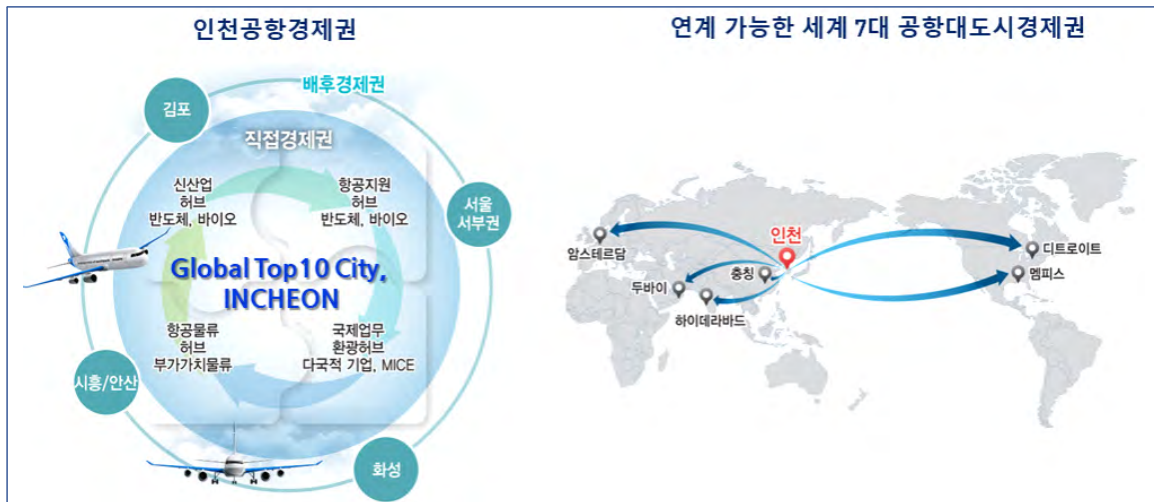 인천공항경제권
연계 가능한 세계 7대 공항대도시경제권
배후경제권
김포
직접경제권
신산업
허브
반도체, 바이오
항공지원
허브
반도체, 바이오
서울
서부권
Global Top10 City,
INCHEON
항공물류
허브
부가가치물류
국제업무
환광허브
다국적 기업, MICE
시흥/안산
화성
암스테르담
인천
충칭
두바이
하이데라바드
디트로이트
멤피스